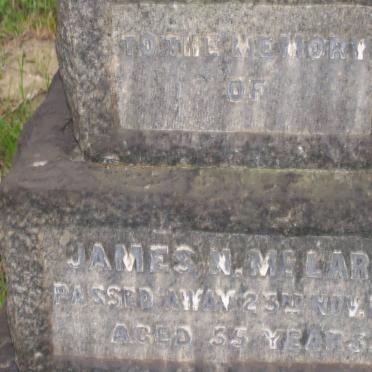 TO THE MEMORY
OF
JAMES N. McLAR
PASSED AWAY 23RD NOV.
AGED 35 YEARS